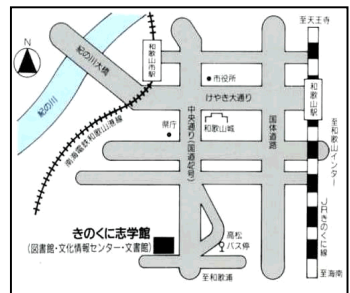 N
至天王寺
紀の川大橋
和歌山市駅
市役所
けやき大通り
和歌山駅
紀の川
南海電鉄和歌山港線
県庁
和歌山城
中央通り(国道42号)
国体道路
至和歌山インター
JRきのくに線
きのくに志学館
(図書館・文化情報センター・文書館)
高松
バス停
至和歌浦
至海南